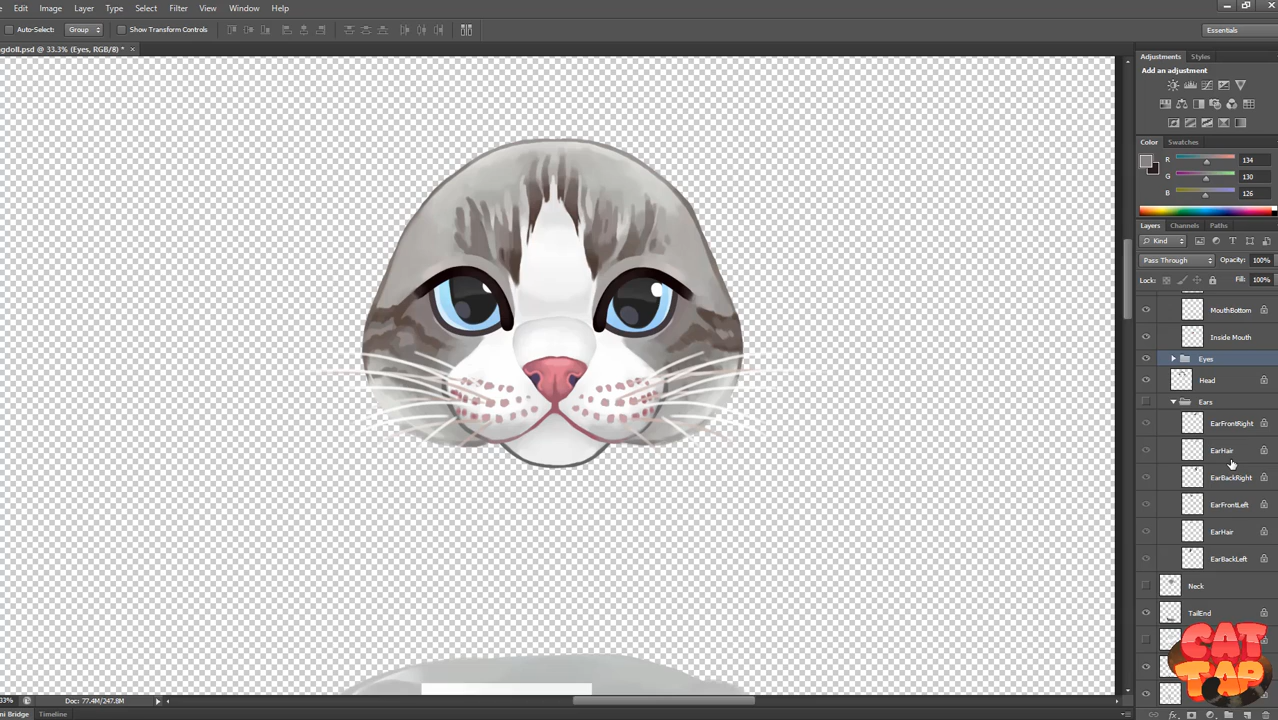 Edit Image Layer Type Select Filter View Window Help
Auto-Select: Group Show Transform Controls Essentials
gdoll.psd @ 33.3% (Eyes, RGB/8) * ×
Adjustments Styles
Add an adjustment
Color Swatches
R 134
G 130
B 126
Layers Channels Paths
Kind
Pass Through Opacity: 100%
Lock: Fill: 100%
MouthBottom
Inside Mouth
Eyes
Head
Ears
EarFrontRight
EarHair
EarBackRight
EarFrontLeft
EarHair
EarBackLeft
Neck
TailEnd
CAT
TAP
33% Doc: 77.4M/247.8M
ni Bridge Timeline